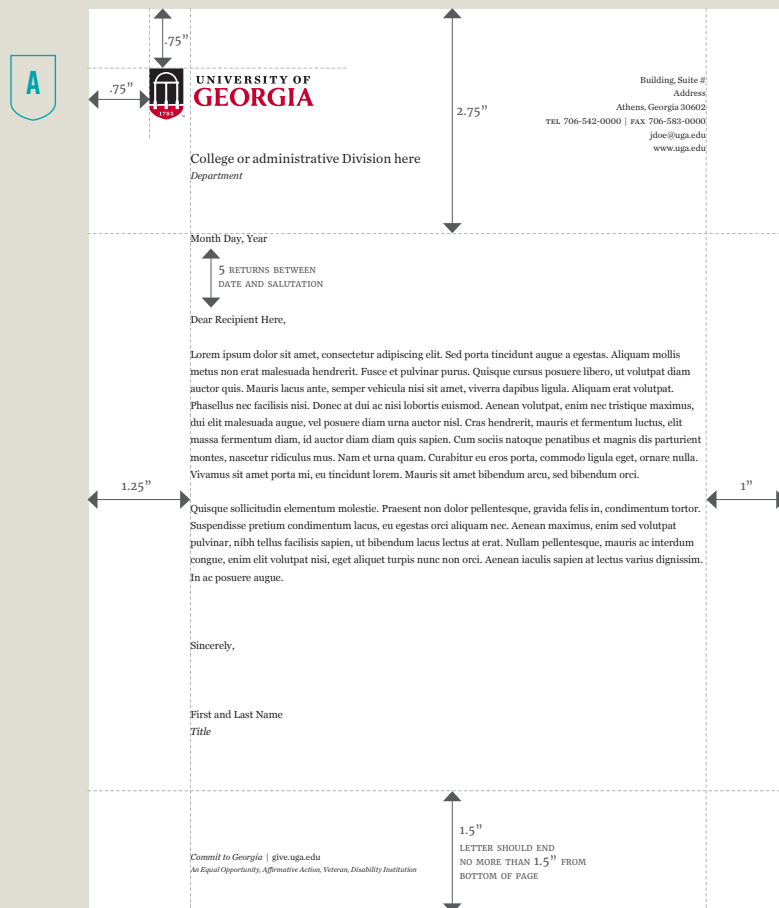 A
.75”
.75”
UNIVERSITY OF
GEORGIA
1785
2.75”
Building, Suite #
Address
Athens, Georgia 30602
TEL 706-542-0000 | FAX 706-583-0000
jdoe@uga.edu
www.uga.edu
College or administrative Division here
Department
Month Day, Year
5 RETURNS BETWEEN
DATE AND SALUTATION
Dear Recipient Here,
Lorem ipsum dolor sit amet, consectetur adipiscing elit. Sed porta tincidunt augue a egestas. Aliquam mollis
metus non erat malesuada hendrerit. Fusce et pulvinar purus. Quisque cursus posuere libero, ut volutpat diam
auctor quis. Mauris lacus ante, semper vehicula nisi sit amet, viverra dapibus ligula. Aliquam erat volutpat.
Phasellus nec facilisis nisi. Donec at dui ac nisi lobortis euismod. Aenean volutpat, enim nec tristique maximus,
dui elit malesuada augue, vel posuere diam urna auctor nisl. Cras hendrerit, mauris et fermentum luctus, elit
massa fermentum diam, id auctor diam diam quis sapien. Cum sociis natoque penatibus et magnis dis parturient
montes, nascetur ridiculus mus. Nam et urna quam. Curabitur eu eros porta, commodo ligula eget, ornare nulla.
Vivamus sit amet porta mi, eu tincidunt lorem. Mauris sit amet bibendum arcu, sed bibendum orci.
1.25”
1”
Quisque sollicitudin elementum molestie. Praesent non dolor pellentesque, gravida felis in, condimentum tortor.
Suspendisse pretium condimentum lacus, eu egestas orci aliquam nec. Aenean maximus, enim sed volutpat
pulvinar, nibh tellus facilisis sapien, ut bibendum lacus lectus at erat. Nullam pellentesque, mauris ac interdum
congue, enim elit volutpat nisi, eget aliquet turpis nunc non orci. Aenean iaculis sapien at lectus varius dignissim.
In ac posuere augue.
Sincerely,
First and Last Name
Title
1.5”
LETTER SHOULD END
NO MORE THAN 1.5” FROM
BOTTOM OF PAGE
Commit to Georgia | give.uga.edu
An Equal Opportunity, Affirmative Action, Veteran, Disability Institution